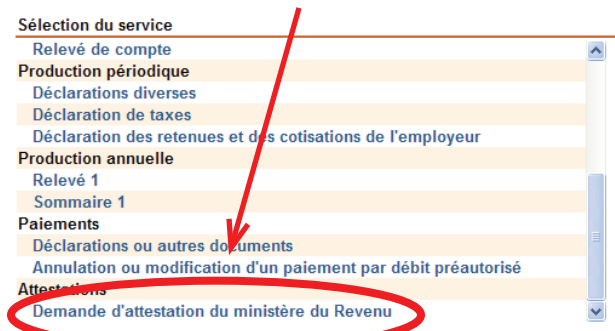 Sélection du service
Relevé de compte
Production périodique
Déclarations diverses
Déclaration de taxes
Déclaration des retenues et des cotisations de l'employeur
Production annuelle
Relevé 1
Sommaire 1
Paiements
Déclarations ou autres documents
Annulation ou modification d'un paiement par débit préautorisé
Attestations
Demande d'attestation du ministère du Revenu